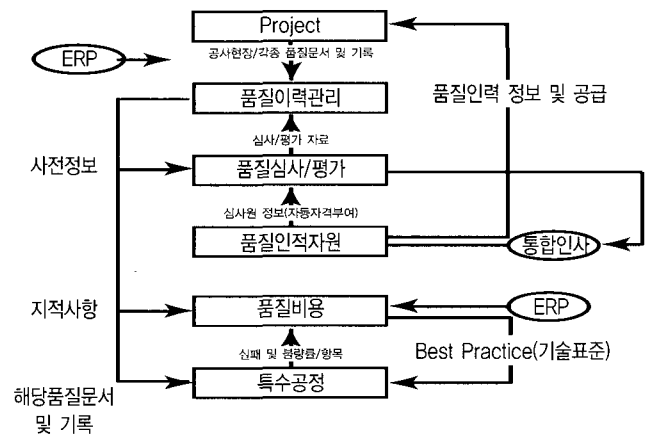 Project
공사현장/각종 품질문서 및 기록
ERP
품질이력관리
품질인력 정보 및 공급
심사/평가 자료
사전정보
품질심사/평가
심사원 정보(자동자격부여)
품질인적자원
통합인사
지적사항
품질비용
ERP
실패 및 불량률/항목
Best Practice(기술표준)
특수공정
해당품질문서
및 기록